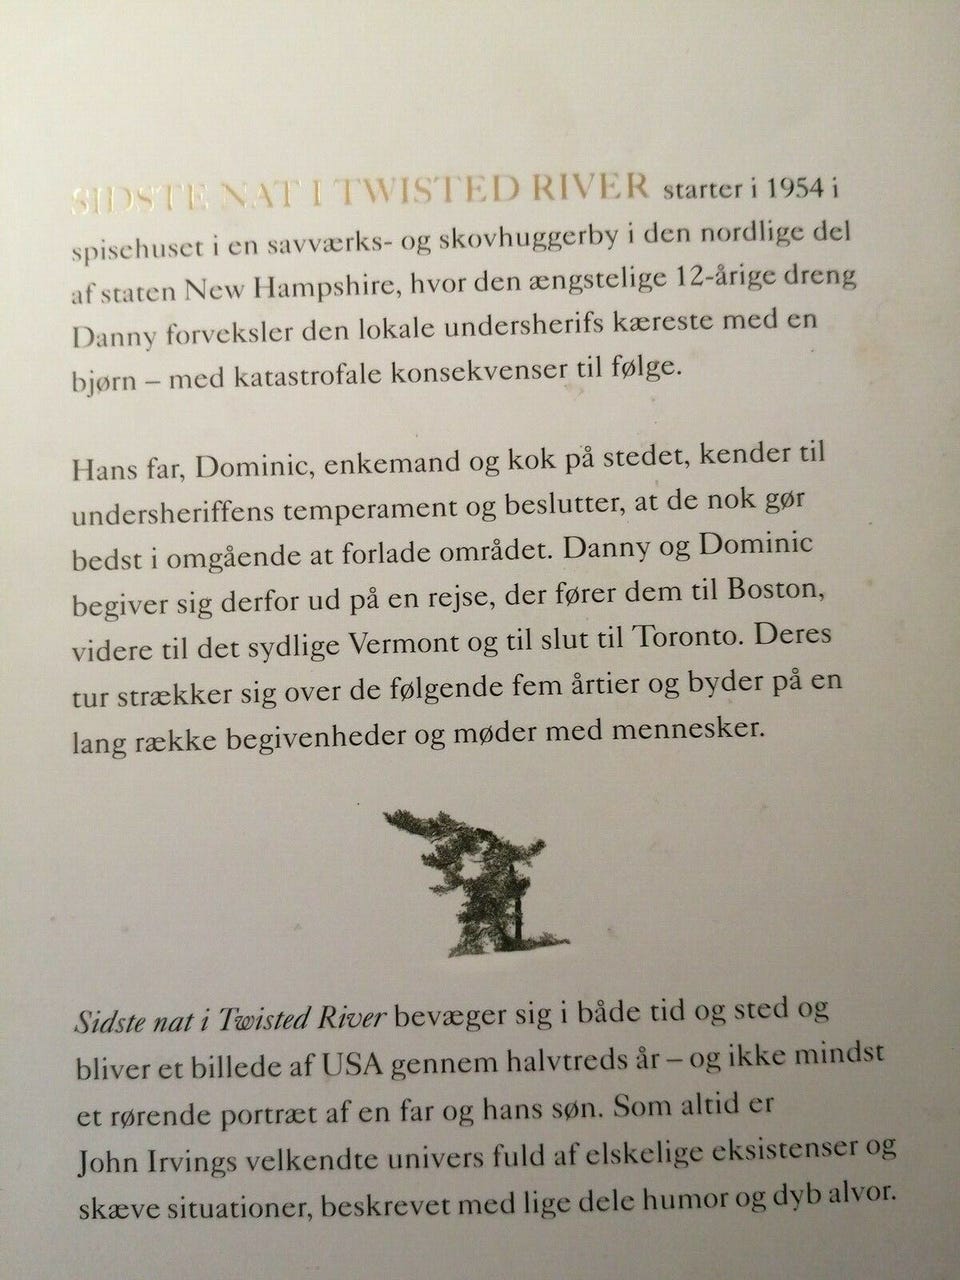 SIDSTE NAT I TWISTED RIVER starter i 1954 i
spisehuset i en savværks- og skovhuggerby i den nordlige del
af staten New Hampshire, hvor den ængstelige 12-årige dreng
Danny forveksler den lokale undersherifs kæreste med en
bjørn – med katastrofale konsekvenser til følge.
Hans far, Dominic, enkemand og kok på stedet, kender til
undersheriffens temperament og beslutter, at de nok gør
bedst i omgående at forlade området. Danny og Dominic
begiver sig derfor ud på en rejse, der fører dem til Boston,
videre til det sydlige Vermont og til slut til Toronto. Deres
tur strækker sig over de følgende fem årtier og byder på en
lang række begivenheder og møder med mennesker.
Sidste nat i Twisted River bevæger sig i både tid og sted og
bliver et billede af USA gennem halvtreds år – og ikke mindst
et rørende portræt af en far og hans søn. Som altid er
John Irvings velkendte univers fuld af elskelige eksistenser og
skæve situationer, beskrevet med lige dele humor og dyb alvor.